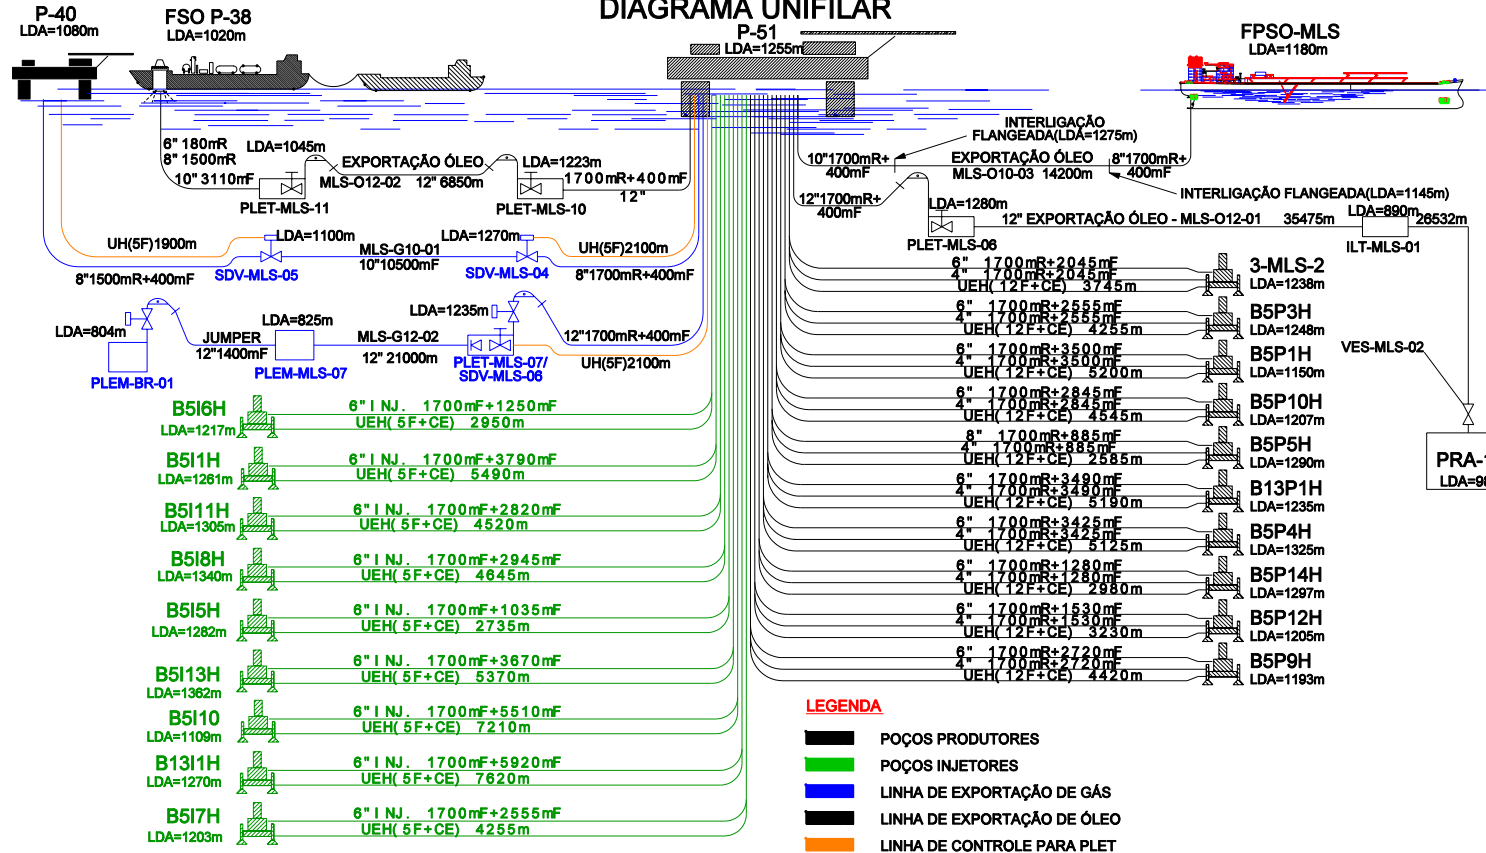 DIAGRAMA UNIFILAR
P-40
LDA=1080m
FSO P-38
LDA=1020m
P-51
LDA=1255m
FPSO-MLS
LDA=1180m
6" 180mR
8" 1500mR
10" 3110mF
LDA=1045m
PLET-MLS-11
EXPORTAÇÃO ÓLEO
MLS-O12-02 12" 6850m
LDA=1223m
PLET-MLS-10
1700mR+400mF
12"
INTERLIGAÇÃO
FLANGEADA(LDA=1275m)
10"1700mR+
400mF
EXPORTAÇÃO ÓLEO
MLS-O10-03 14200m
8"1700mR+
400mF
INTERLIGAÇÃO FLANGEADA(LDA=1145m)
12"1700mR+
400mF
LDA=1280m
PLET-MLS-06
12" EXPORTAÇÃO ÓLEO - MLS-O12-01 35475m
LDA=890m
26532m
ILT-MLS-01
UH(5F)1900m
8"1500mR+400mF
LDA=1100m
SDV-MLS-05
MLS-G10-01
10"10500mF
LDA=1270m
SDV-MLS-04
UH(5F)2100m
8"1700mR+400mF
LDA=804m
PLEM-BR-01
JUMPER
12"1400mF
LDA=825m
PLEM-MLS-07
MLS-G12-02
12" 21000m
LDA=1235m
PLET-MLS-07/
SDV-MLS-06
12"1700mR+400mF
UH(5F)2100m
VES-MLS-02
PRA-1
B5I6H
LDA=1217m
6" INJ. 1700mF+1250mF
UEH(5F+CE) 2950m
B5I1H
LDA=1261m
6" INJ. 1700mF+3790mF
UEH(5F+CE) 5490m
B5I11H
LDA=1305m
6" INJ. 1700mF+2820mF
UEH(5F+CE) 4520m
B5I8H
LDA=1340m
6" INJ. 1700mF+2945mF
UEH(5F+CE) 4645m
B5I5H
LDA=1282m
6" INJ. 1700mF+1035mF
UEH(5F+CE) 2735m
B5I13H
LDA=1362m
6" INJ. 1700mF+3670mF
UEH(5F+CE) 5370m
B5I10
LDA=1109m
6" INJ. 1700mF+5510mF
UEH(5F+CE) 7210m
B13I1H
LDA=1270m
6" INJ. 1700mF+5920mF
UEH(5F+CE) 7620m
B5I7H
LDA=1203m
6" INJ. 1700mF+2555mF
UEH(5F+CE) 4255m
6" 1700mR+2045mF
4" 1700mR+2045mF
UEH(12F+CE) 3745m
3-MLS-2
LDA=1238m
6" 1700mR+2555mF
4" 1700mR+2555mF
UEH(12F+CE) 4255m
B5P3H
LDA=1248m
6" 1700mR+3500mF
4" 1700mR+3500mF
UEH(12F+CE) 5200m
B5P1H
LDA=1150m
6" 1700mR+2845mF
4" 1700mR+2845mF
UEH(12F+CE) 4545m
B5P10H
LDA=1207m
8" 1700mR+885mF
4" 1700mR+885mF
UEH(12F+CE) 2585m
B5P5H
LDA=1290m
6" 1700mR+3490mF
4" 1700mR+3490mF
UEH(12F+CE) 5190m
B13P1H
LDA=1235m
6" 1700mR+3425mF
4" 1700mR+3425mF
UEH(12F+CE) 5125m
B5P4H
LDA=1325m
6" 1700mR+1280mF
4" 1700mR+1280mF
UEH(12F+CE) 2980m
B5P14H
LDA=1297m
6" 1700mR+1530mF
4" 1700mR+1530mF
UEH(12F+CE) 3230m
B5P12H
LDA=1205m
6" 1700mR+2720mF
4" 1700mR+2720mF
UEH(12F+CE) 4420m
B5P9H
LDA=1193m
LEGENDA
POÇOS PRODUTORES
POÇOS INJETORES
LINHA DE EXPORTAÇÃO DE GÁS
LINHA DE EXPORTAÇÃO DE ÓLEO
LINHA DE CONTROLE PARA PLET